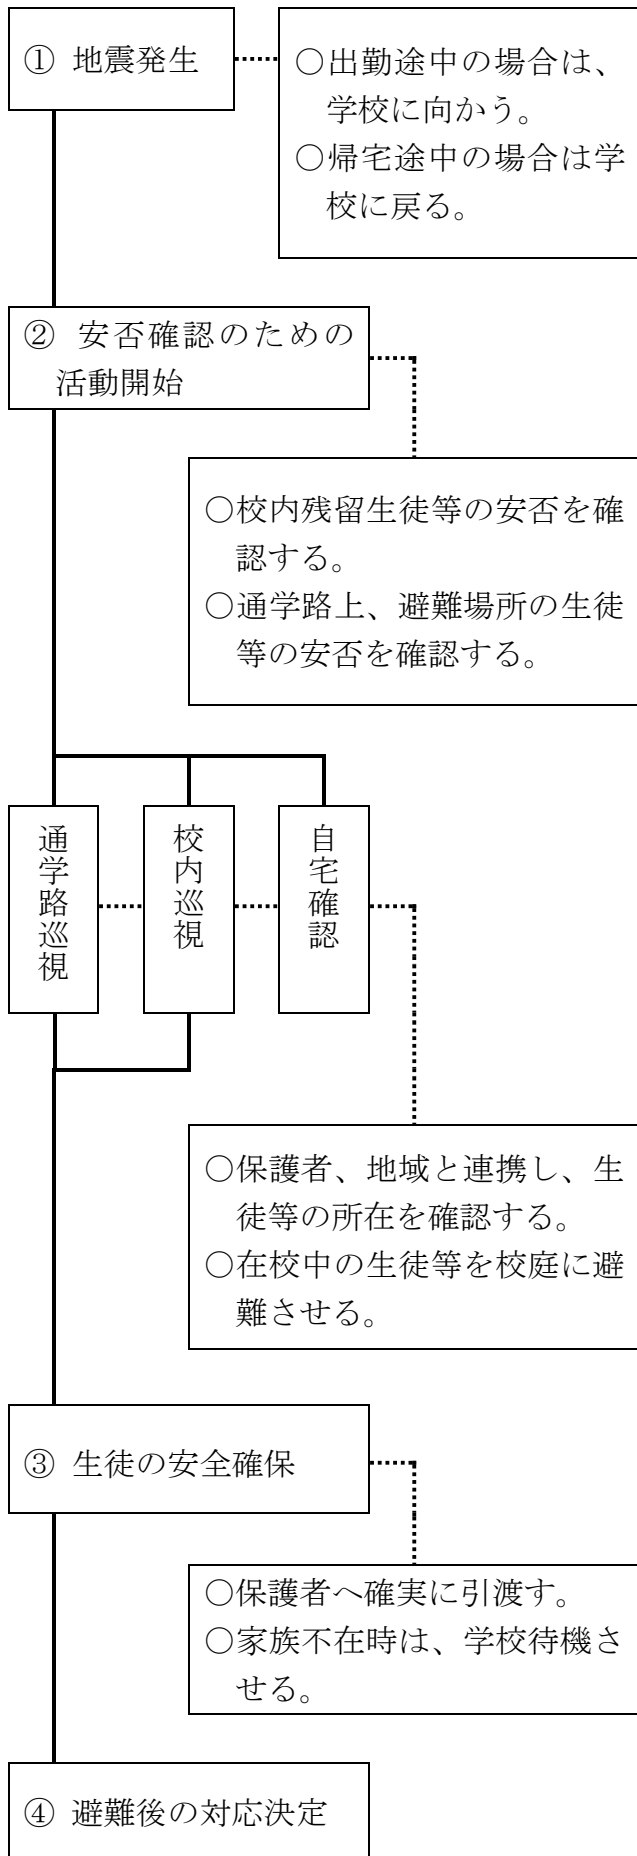 ① 地震発生
○出勤途中の場合は、
学校に向かう。
○帰宅途中の場合は学
校に戻る。
② 安否確認のための
活動開始
○校内残留生徒等の安否を確
認する。
○通学路上、避難場所の生徒
等の安否を確認する。
通学路巡視
校内巡視
自宅確認
○保護者、地域と連携し、生
徒等の所在を確認する。
○在校中の生徒等を校庭に避
難させる。
③ 生徒の安全確保
○保護者へ確実に引渡す。
○家族不在時は、学校待機さ
せる。
④ 避難後の対応決定